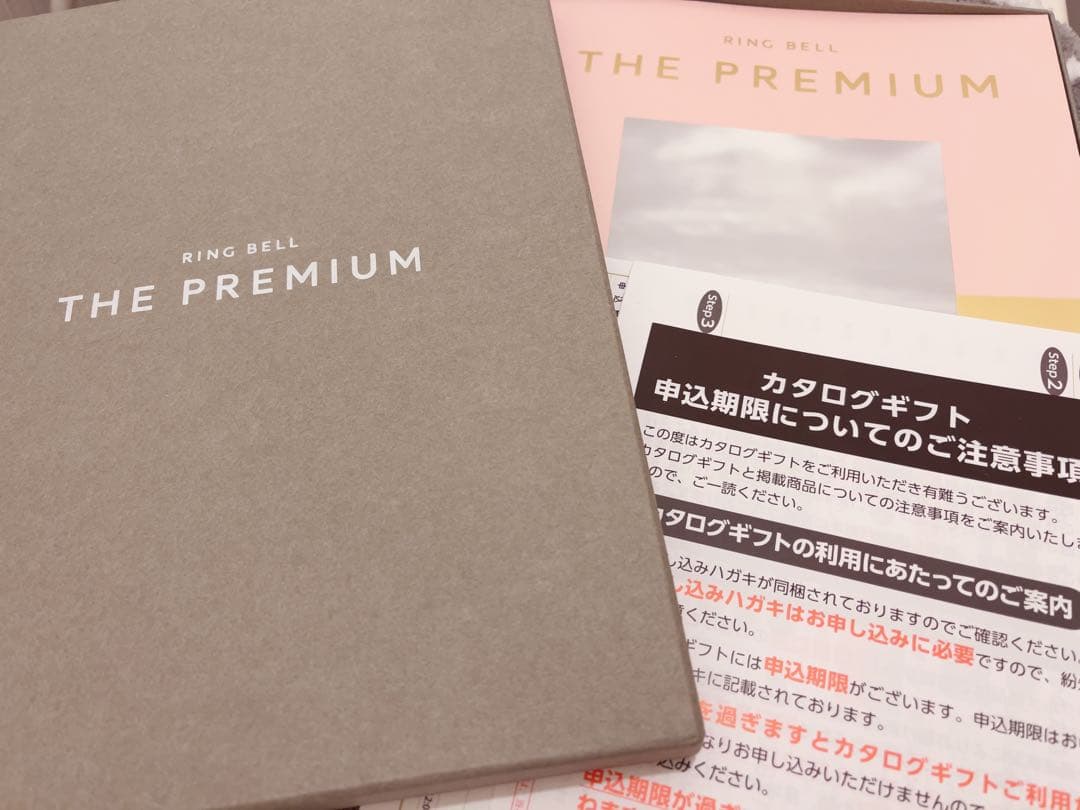 RING BELL
THE PREMIUM
RING BELL
THE PREMIUM
Step3
Step2
カタログギフト
申込期限についてのご注意事項
この度はカタログギフトをご利用いただき有難うございます。
カタログギフトと掲載商品についての注意事項をご案内いたしま
ので、ご一読ください。
カタログギフトの利用にあたってのご案内
し込みハガキが同梱されておりますのでご確認ください。
し込みハガキはお申し込みに必要ですので、紛
ください。
ギフトには申込期限がございます。申込期限はお
キに記載されております。
を過ぎますとカタログギフトご利用
なりお申し込みいただけませんので
込みください。
申込期限が過ぎ